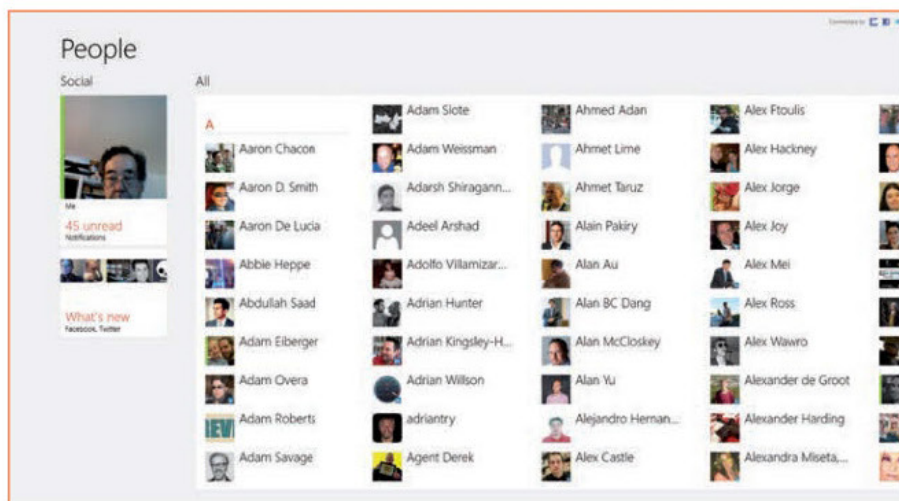 Connected to
People
Social
All
Me
45 unread
Notifications
What's new
Facebook, Twitter
A
Aaron Chacon
Aaron D. Smith
Aaron De Lucia
Abbie Heppe
Abdullah Saad
Adam Eiberger
Adam Overa
Adam Roberts
Adam Savage
Adam Slote
Adam Weissman
Adarsh Shiragann...
Adeel Arshad
Adolfo Villamizar...
Adrian Hunter
Adrian Kingsley-H...
Adrian Willson
adriantry
Agent Derek
Ahmed Adan
Ahmet Lime
Ahmet Taruz
Alain Pakiry
Alan Au
Alan BC Dang
Alan McCloskey
Alan Yu
Alejandro Hernan...
Alex Castle
Alex Ftoulis
Alex Hackney
Alex Jorge
Alex Joy
Alex Mei
Alex Ross
Alex Wawro
Alexander de Groot
Alexander Harding
Alexandra Miseta,...